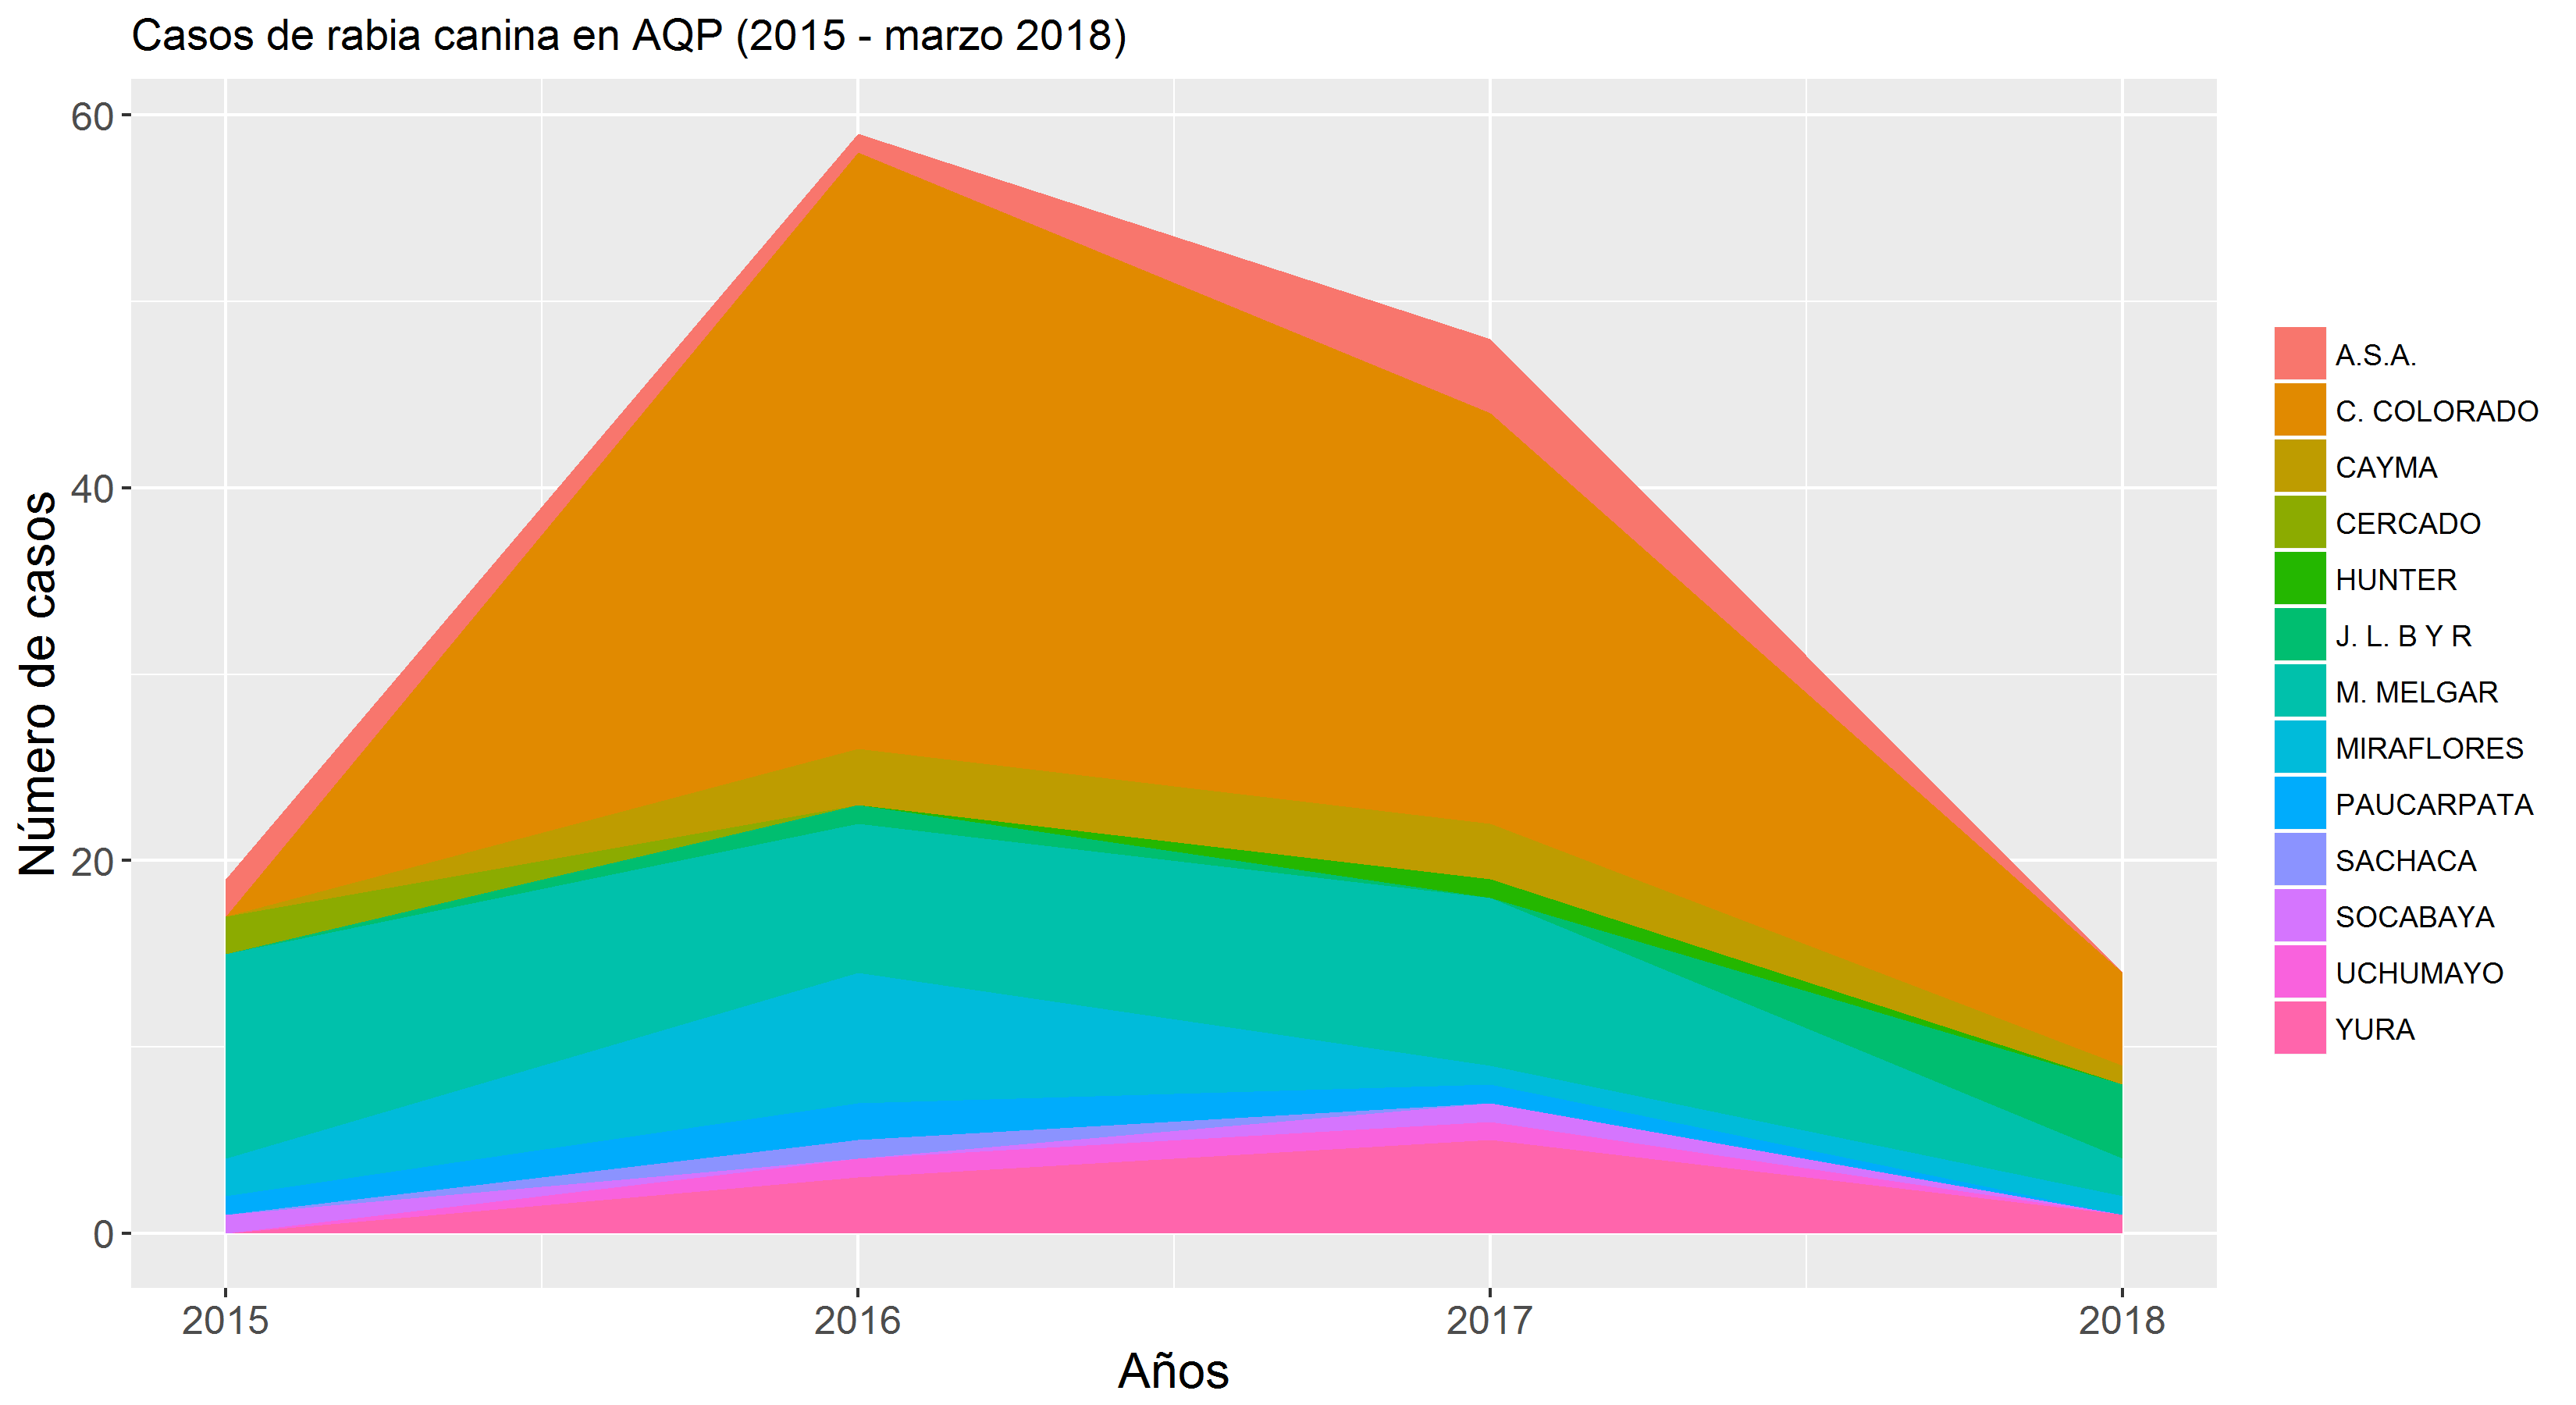 Casos de rabia canina en AQP (2015 - marzo 2018)
60
40
20
0
Número de casos
2015
2016
2017
2018
Años
A.S.A.
C. COLORADO
CAYMA
CERCADO
HUNTER
J. L. B Y R
M. MELGAR
MIRAFLORES
PAUCARPATA
SACHACA
SOCABAYA
UCHUMAYO
YURA